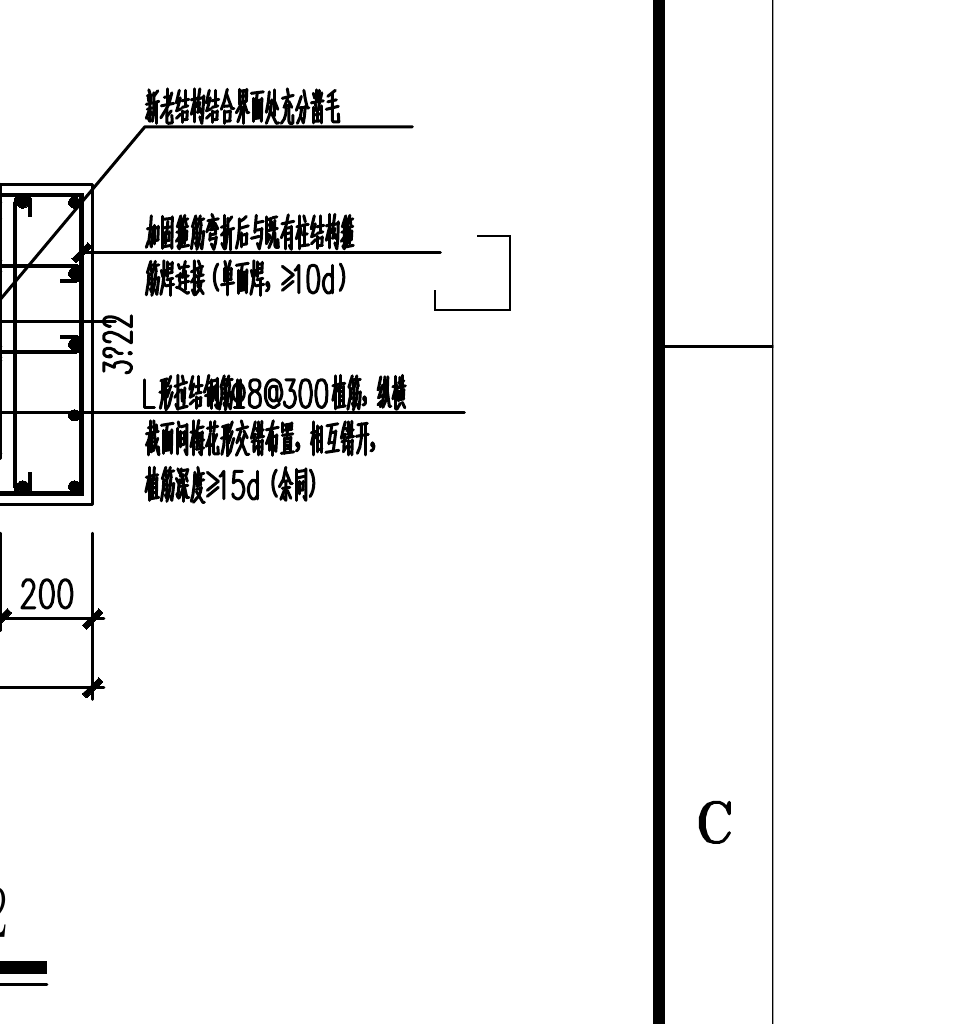 新老结构结合界面处充分凿毛
加固箍筋弯折后与既有柱结构箍
筋焊连接(单面焊, ≥10d)
3?22
L形拉结钢筋Φ8@300植筋, 纵横
截面间梅花形交错布置, 相互错开,
植筋深度≥15d (余同)
200
C
2